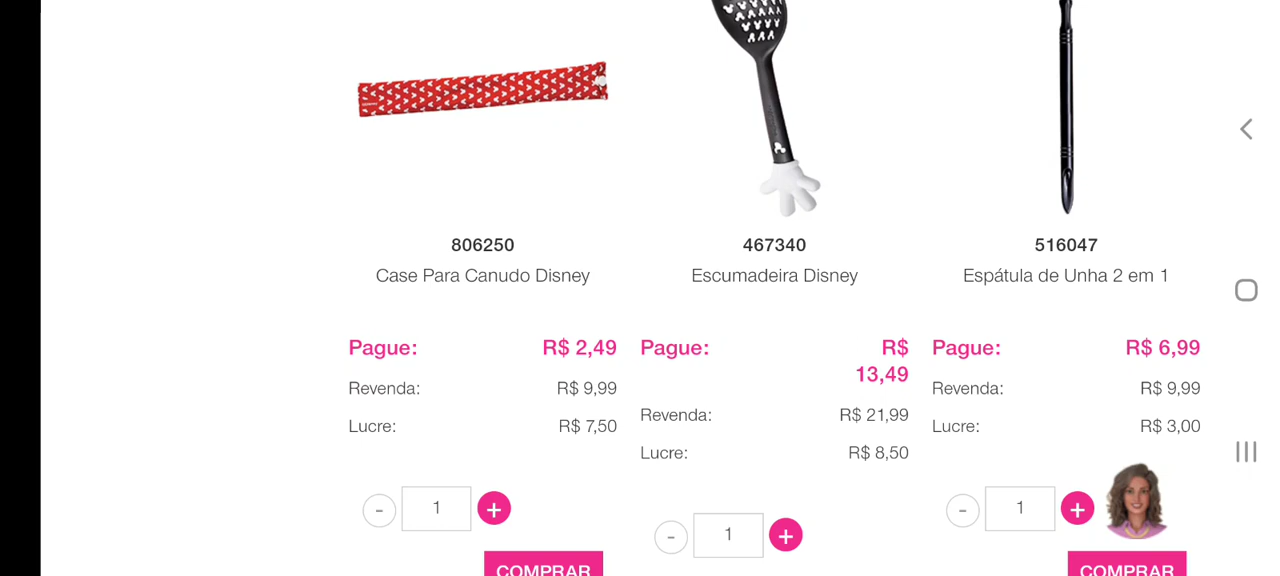 806250
Case Para Canudo Disney
Pague: R$ 2,49
Revenda: R$ 9,99
Lucre: R$ 7,50
- 1 +
COMPRAR
467340
Escumadeira Disney
Pague: R$
13,49
Revenda: R$ 21,99
Lucre: R$ 8,50
- 1 +
516047
Espátula de Unha 2 em 1
Pague: R$ 6,99
Revenda: R$ 9,99
Lucre: R$ 3,00
- 1 +
COMPRAR